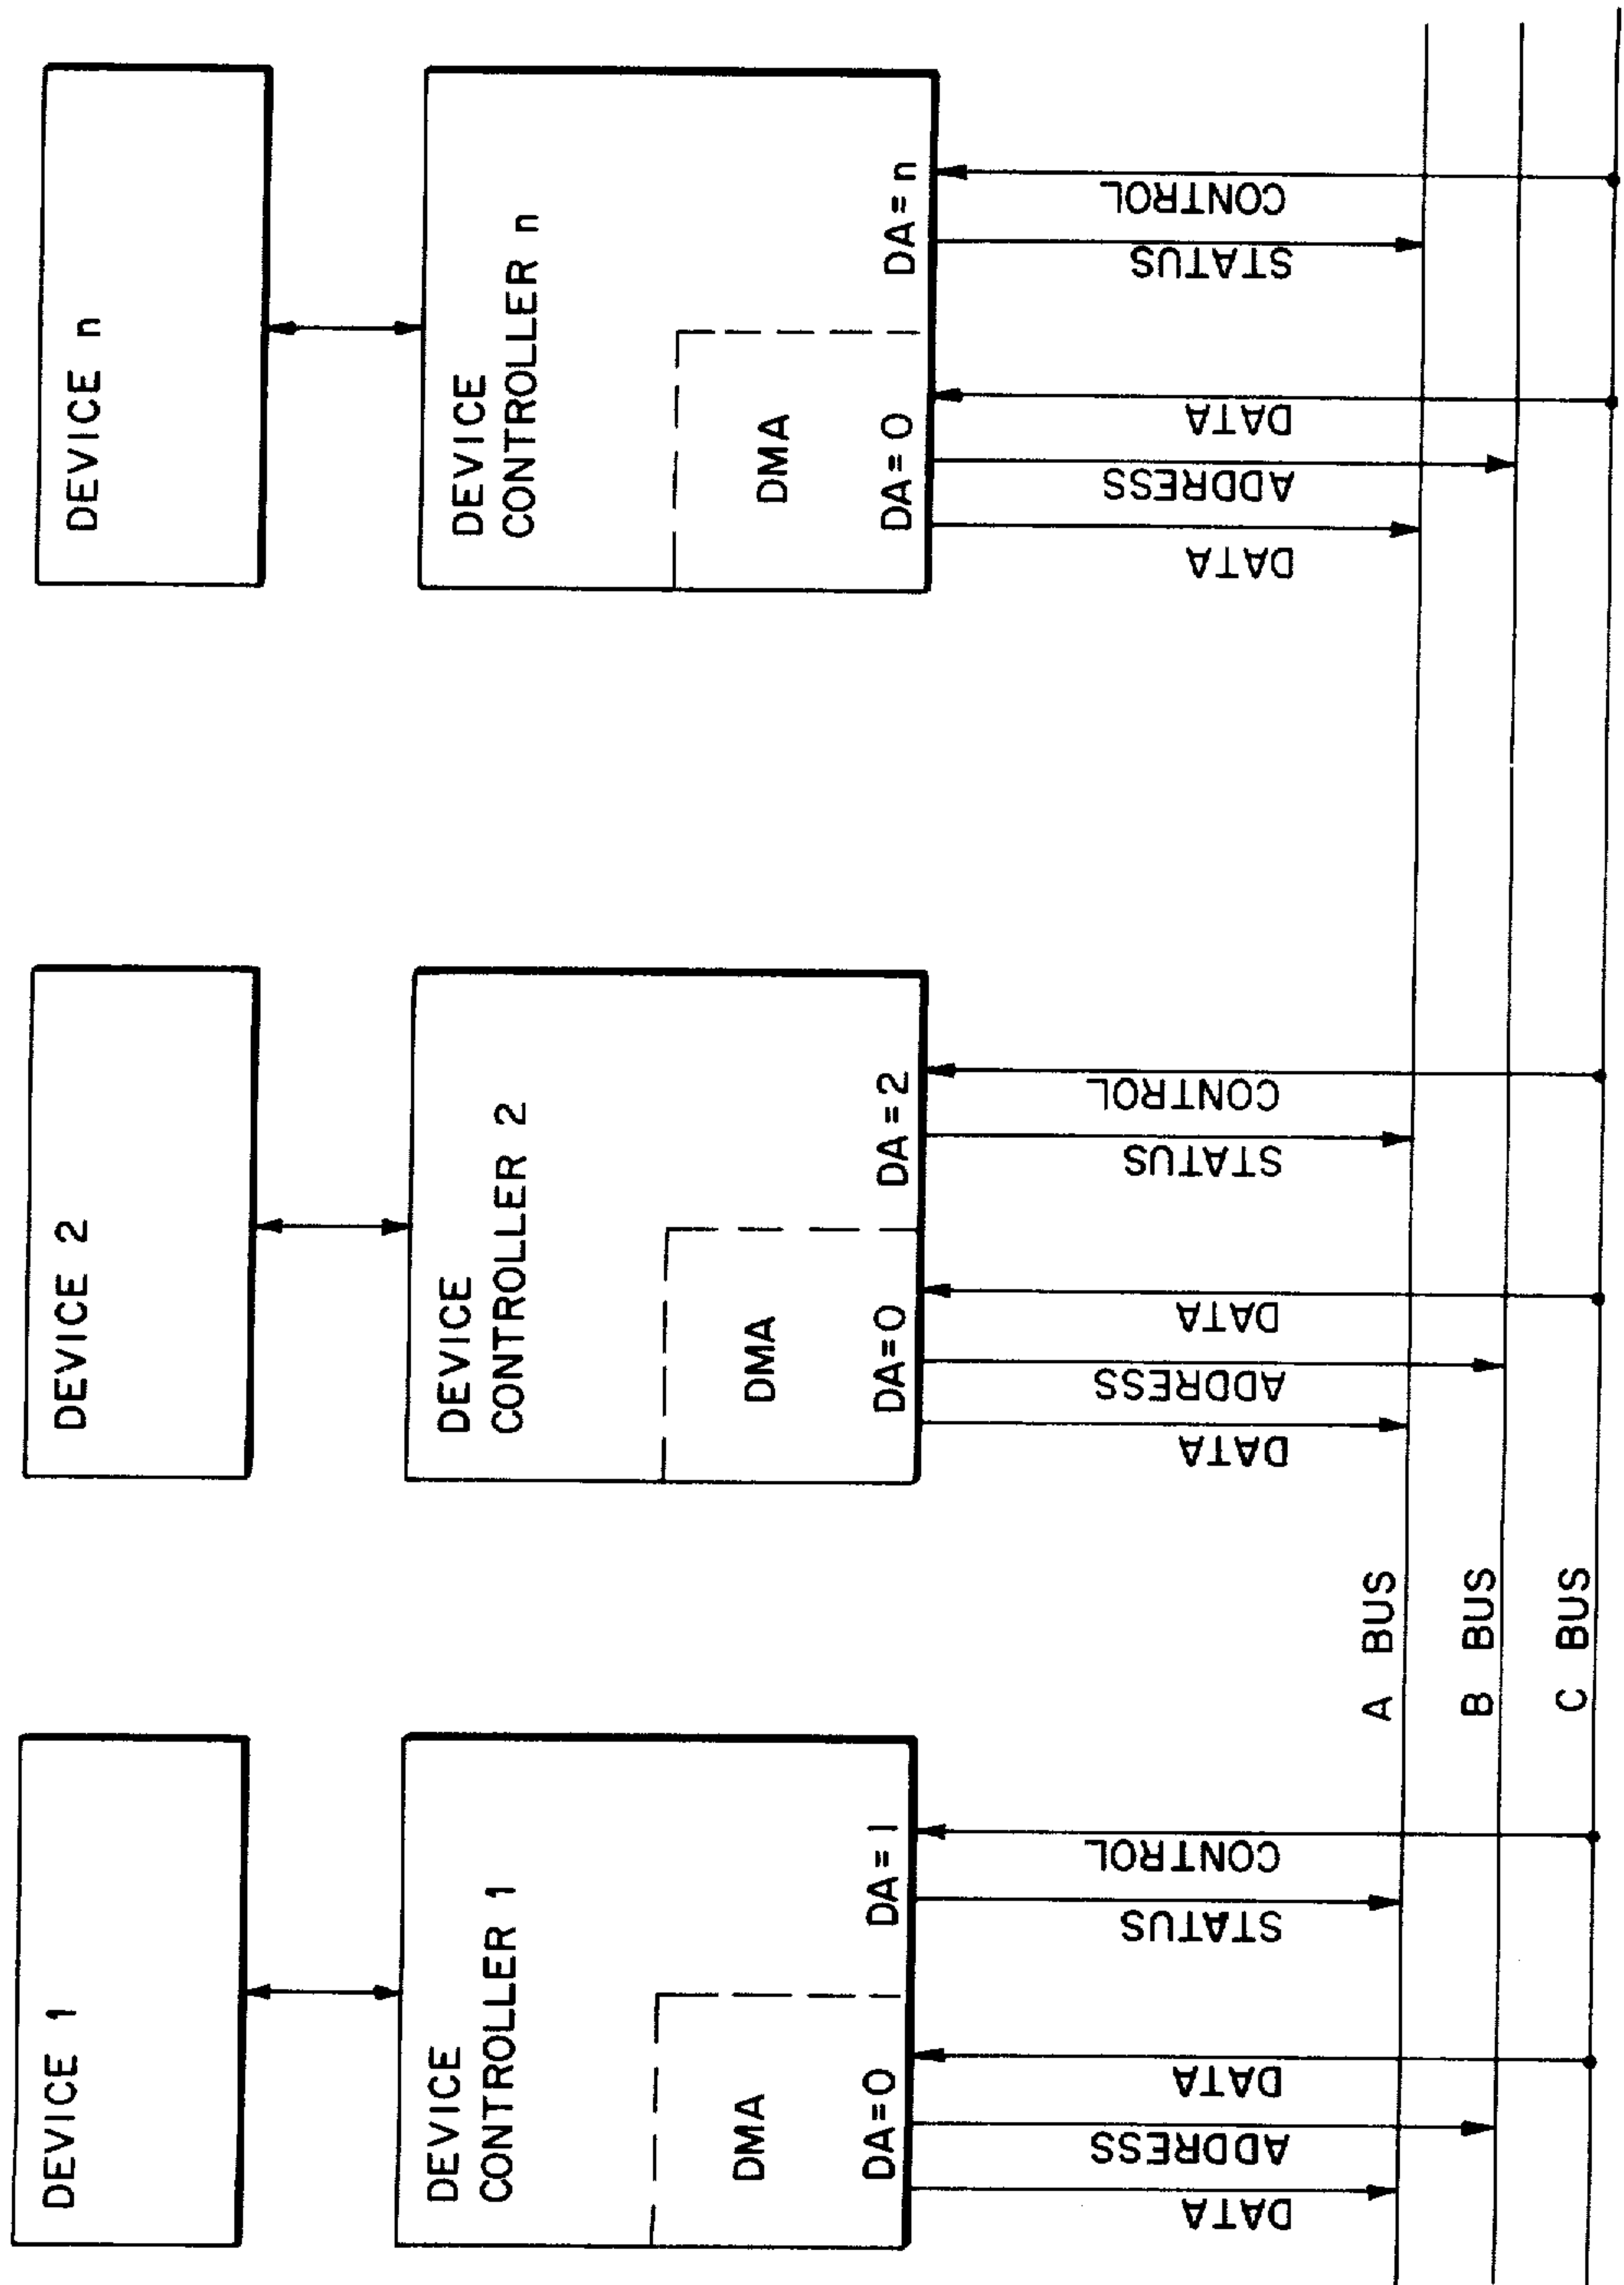 DEVICE 1
DEVICE
CONTROLLER 1
DMA
DA=0
DA=1
DATA
ADDRESS
DATA
STATUS
CONTROL
DEVICE 2
DEVICE
CONTROLLER 2
DMA
DA=0
DA=2
DATA
ADDRESS
DATA
STATUS
CONTROL
DEVICE n
DEVICE
CONTROLLER n
DMA
DA=0
DA=n
DATA
ADDRESS
DATA
STATUS
CONTROL
A BUS
B BUS
C BUS